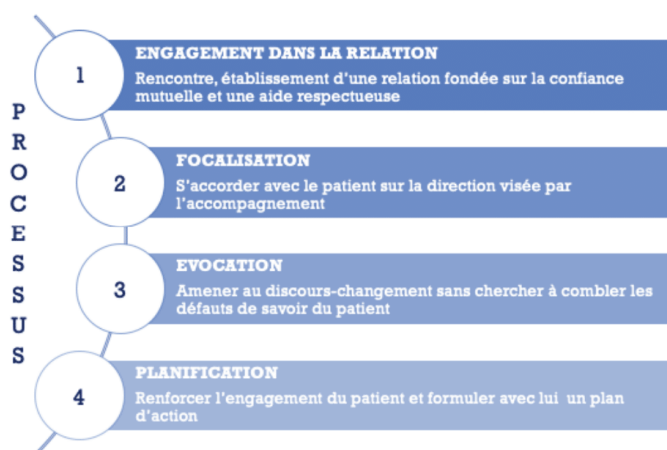 PROCESSUS
1
ENGAGEMENT DANS LA RELATION
Rencontre, établissement d'une relation fondée sur la confiance
mutuelle et une aide respectueuse
2
FOCALISATION
S'accorder avec le patient sur la direction visée par
l'accompagnement
3
EVOCATION
Amener au discours-changement sans chercher à combler les
défauts de savoir du patient
4
PLANIFICATION
Renforcer l'engagement du patient et formuler avec lui un plan
d'action